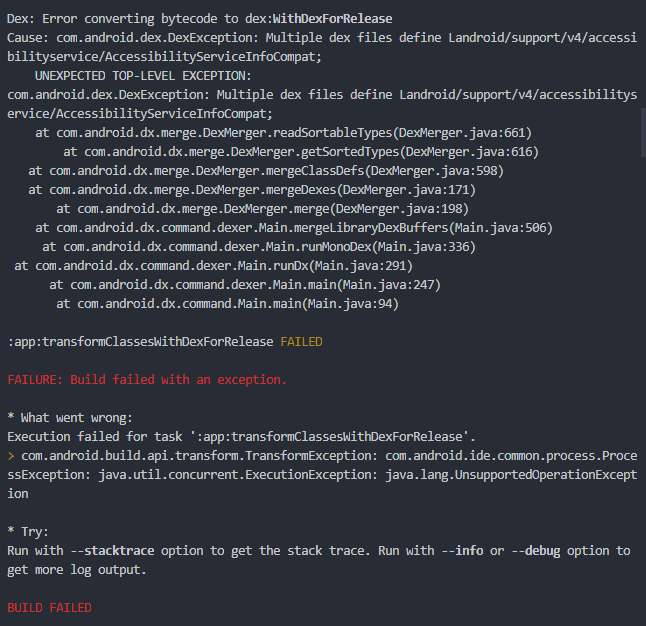 Dex: Error converting bytecode to dex:WithDexForRelease
Cause: com.android.dex.DexException: Multiple dex files define Landroid/support/v4/accessi
bilityservice/AccessibilityServiceInfoCompat;
UNEXPECTED TOP-LEVEL EXCEPTION:
com.android.dex.DexException: Multiple dex files define Landroid/support/v4/accessibilitys
ervice/AccessibilityServiceInfoCompat;
at com.android.dx.merge.DexMerger.readSortableTypes(DexMerger.java:661)
at com.android.dx.merge.DexMerger.getSortedTypes(DexMerger.java:616)
at com.android.dx.merge.DexMerger.mergeClassDefs(DexMerger.java:598)
at com.android.dx.merge.DexMerger.mergeDexes(DexMerger.java:171)
at com.android.dx.merge.DexMerger.merge(DexMerger.java:198)
at com.android.dx.command.dexer.Main.mergeLibraryDexBuffers(Main.java:506)
at com.android.dx.command.dexer.Main.runMonoDex(Main.java:336)
at com.android.dx.command.dexer.Main.runDx(Main.java:291)
at com.android.dx.command.dexer.Main.main(Main.java:247)
at com.android.dx.command.Main.main(Main.java:94)
:app:transformClassesWithDexForRelease FAILED
FAILURE: Build failed with an exception.
* What went wrong:
Execution failed for task ':app:transformClassesWithDexForRelease'.
> com.android.build.api.transform.TransformException: com.android.ide.common.process.Proce
ssException: java.util.concurrent.ExecutionException: java.lang.UnsupportedOperationExcept
ion
* Try:
Run with --stacktrace option to get the stack trace. Run with --info or --debug option to
get more log output.
BUILD FAILED